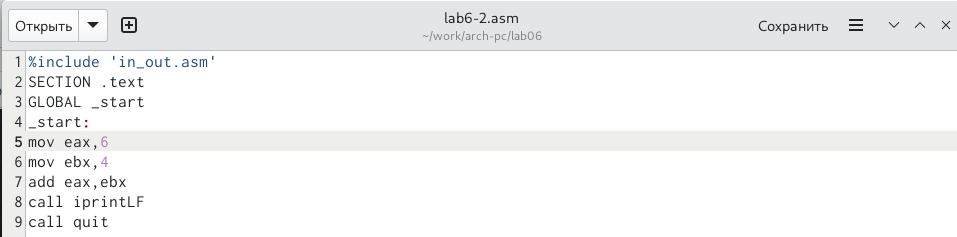 Открыть
lab6-2.asm
~/work/arch-pc/lab06
Сохранить
1 %include 'in_out.asm'
2 SECTION .text
3 GLOBAL _start
4 _start:
5 mov eax,6
6 mov ebx,4
7 add eax,ebx
8 call iprintLF
9 call quit